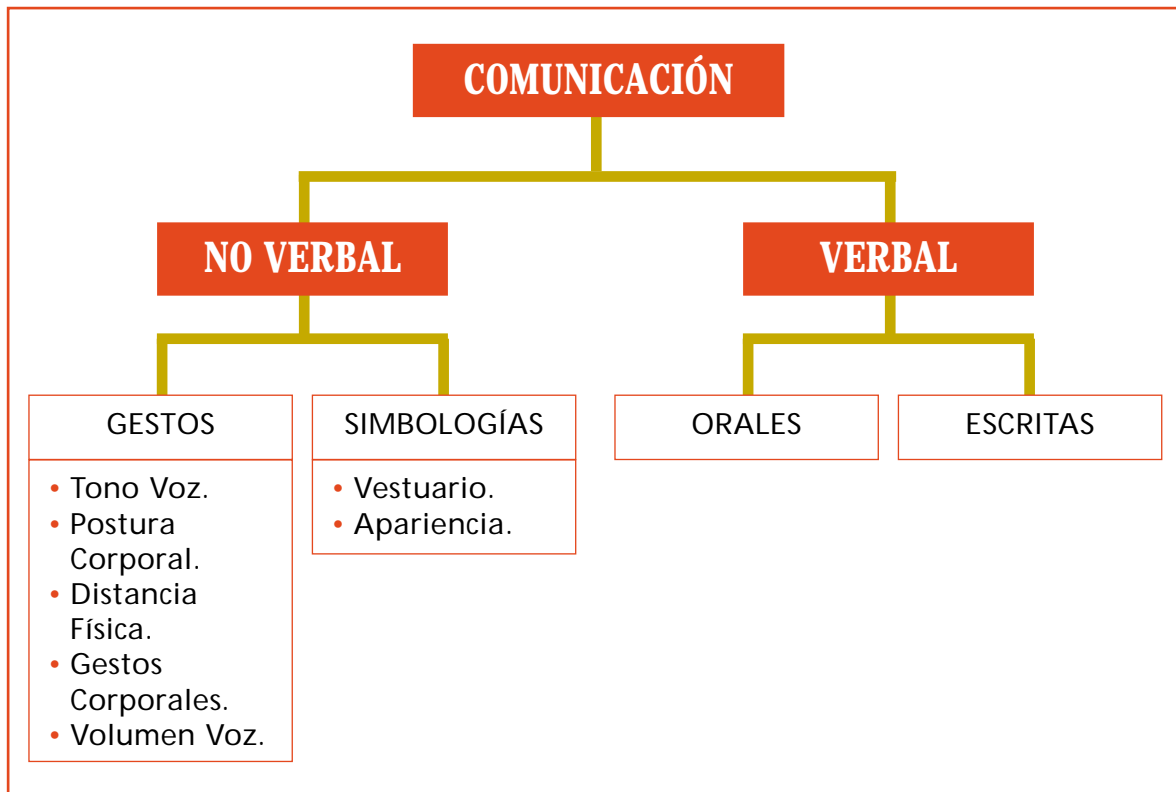 COMUNICACIÓN
NO VERBAL
VERBAL
GESTOS
• Tono Voz.
• Postura
Corporal.
• Distancia
Física.
• Gestos
Corporales.
• Volumen Voz.
SIMBOLOGÍAS
• Vestuario.
• Apariencia.
ORALES
ESCRITAS